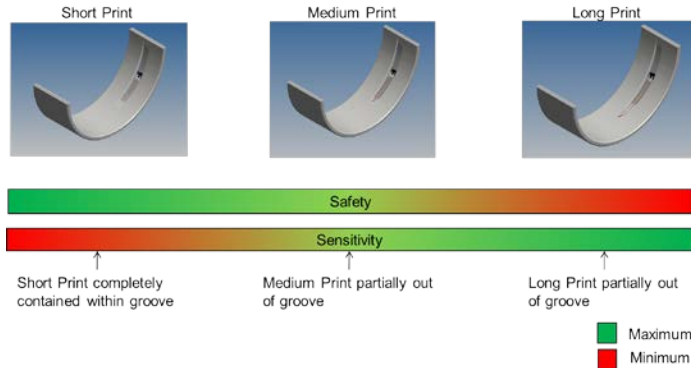 Short Print
Medium Print
Long Print
Safety
Sensitivity
Short Print completely
contained within groove
Medium Print partially out
of groove
Long Print partially out
of groove
Maximum
Minimum